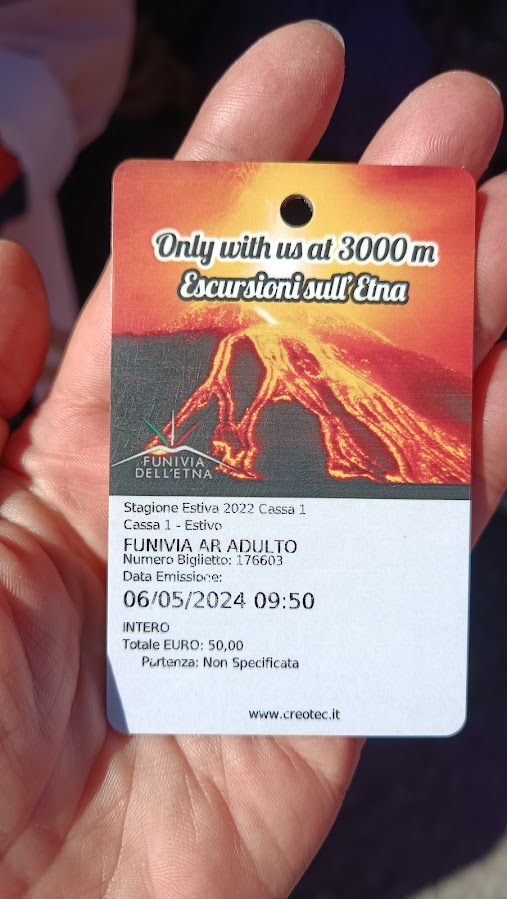 Only with us at 3000 m
Escursioni sull'Etna
FUNIVIA
DELL'ETNA
Stagione Estiva 2022 Cassa 1
Cassa 1 - Estivo
FUNIVIA AR ADULTO
Numero Biglietto: 176603
Data Emissione:
06/05/2024 09:50
INTERO
Totale EURO: 50,00
Partenza: Non Specificata
www.creotec.it